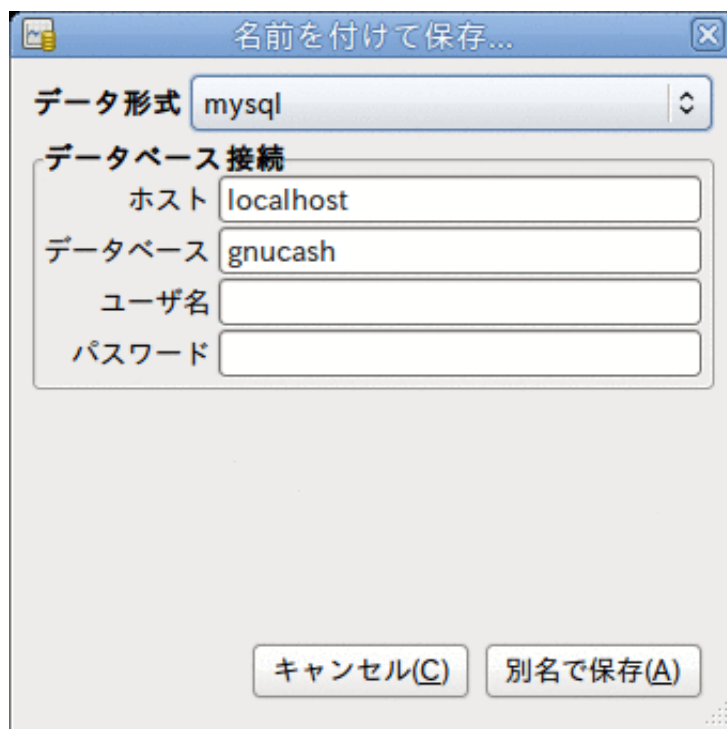 名前を付けて保存...
データ形式 mysql
データベース接続
ホスト localhost
データベース gnucash
ユーザ名
パスワード
キャンセル(C) 別名で保存(A)